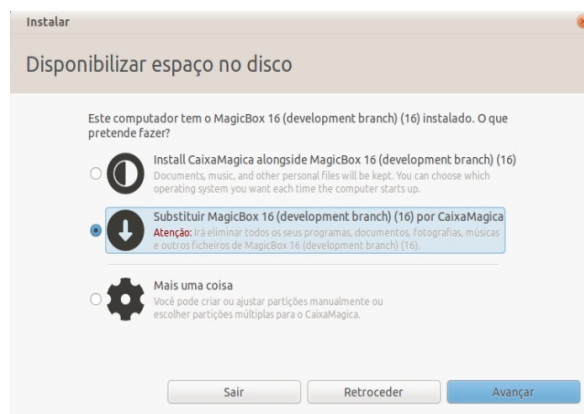 Instalar
Disponibilizar espaço no disco
Este computador tem o MagicBox 16 (development branch) (16) instalado. O que
pretende fazer?
Install CaixaMagica alongside MagicBox 16 (development branch) (16)
Documents, music, and other personal files will be kept. You can choose which
operating system you want each time the computer starts up.
Substituir MagicBox 16 (development branch) (16) por CaixaMagica
Atenção: Irá eliminar todos os seus programas, documentos, fotografias, músicas
e outros ficheiros de MagicBox 16 (development branch) (16).
Mais uma coisa
Você pode criar ou ajustar partições manualmente ou
escolher partições múltiplas para o CaixaMagica.
Sair
Retroceder
Avançar